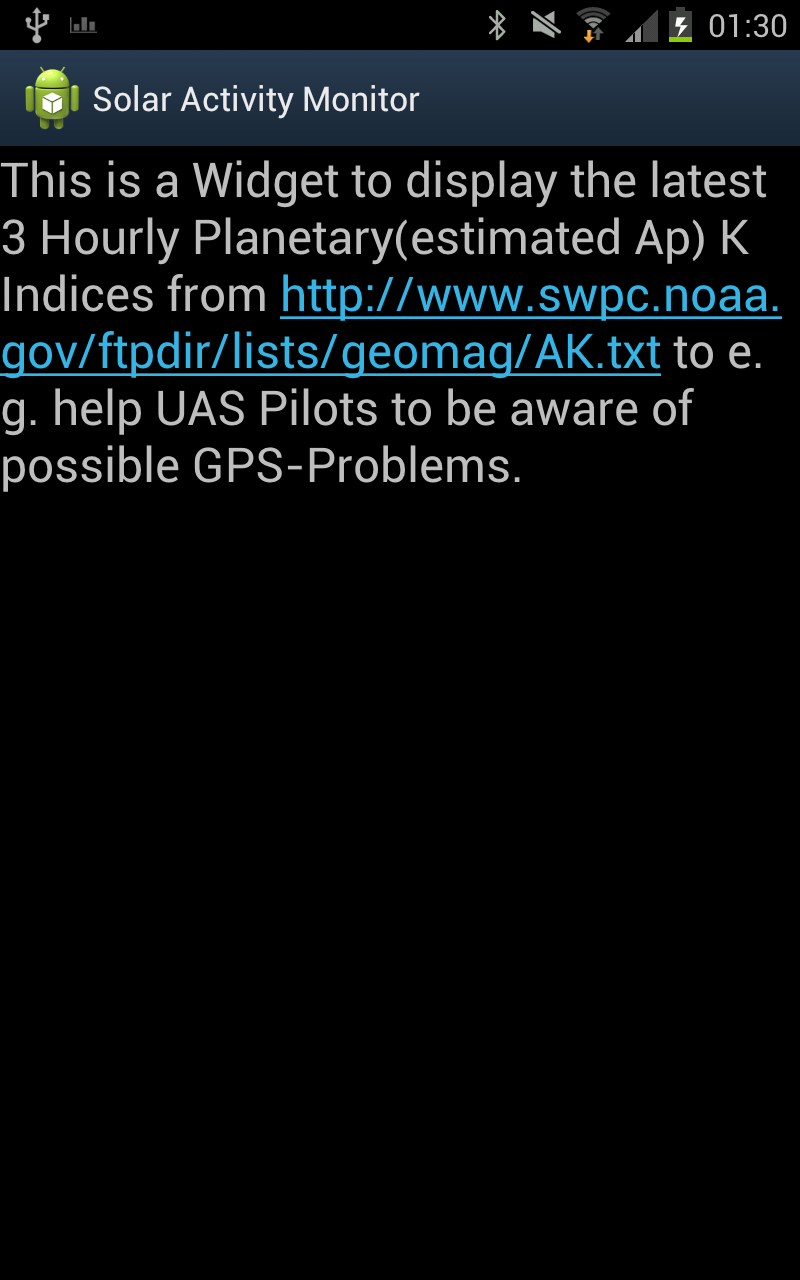 01:30
Solar Activity Monitor
This is a Widget to display the latest
3 Hourly Planetary(estimated Ap) K
Indices from http://www.swpc.noaa.
gov/ftpdir/lists/geomag/AK.txt to e.
g. help UAS Pilots to be aware of
possible GPS-Problems.